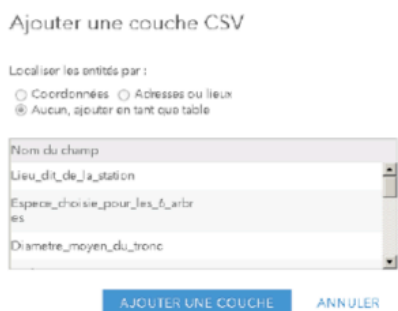 Ajouter une couche CSV
Localiser les entités par :
Coordonnées Adresses ou lieux
Aucun, ajouter en tant que table
Nom du champ
Lieu_dit_de_la_station
Espece_choisie_pour_les_6_arbr
es
Diametre_moyen_du_tronc
AJOUTER UNE COUCHE ANNULER